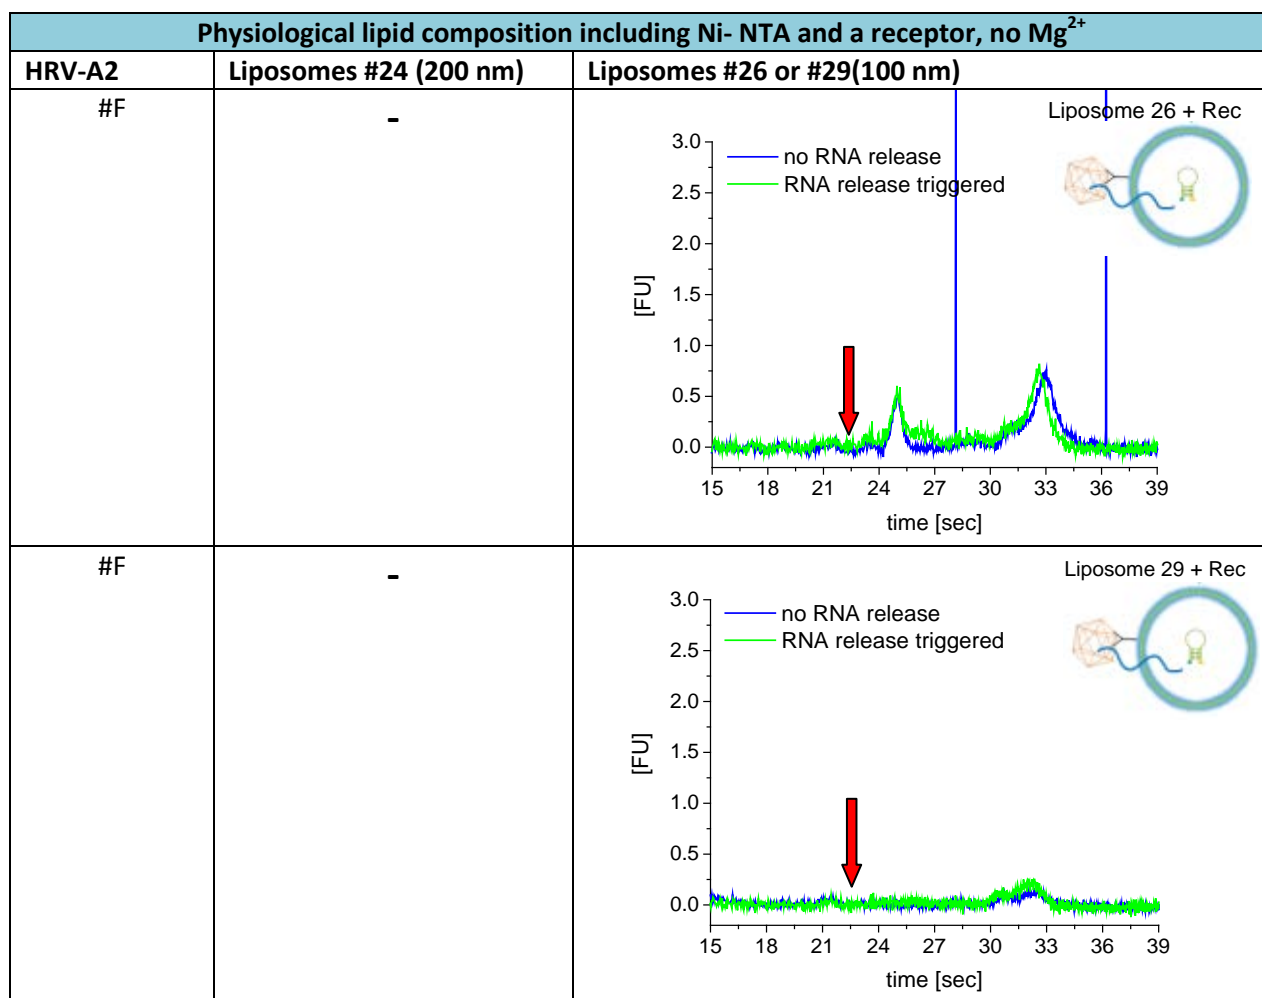 Physiological lipid composition including Ni- NTA and a receptor, no Mg2+
HRV-A2 Liposomes #24 (200 nm) Liposomes #26 or #29(100 nm)
#F - Liposome 26 + Rec
no RNA release
RNA release triggered
3.0
2.5
2.0
1.5
1.0
0.5
0.0
[FU]
15 18 21 24 27 30 33 36 39
time [sec]
#F - Liposome 29 + Rec
no RNA release
RNA release triggered
3.0
2.5
2.0
1.5
1.0
0.5
0.0
[FU]
15 18 21 24 27 30 33 36 39
time [sec]